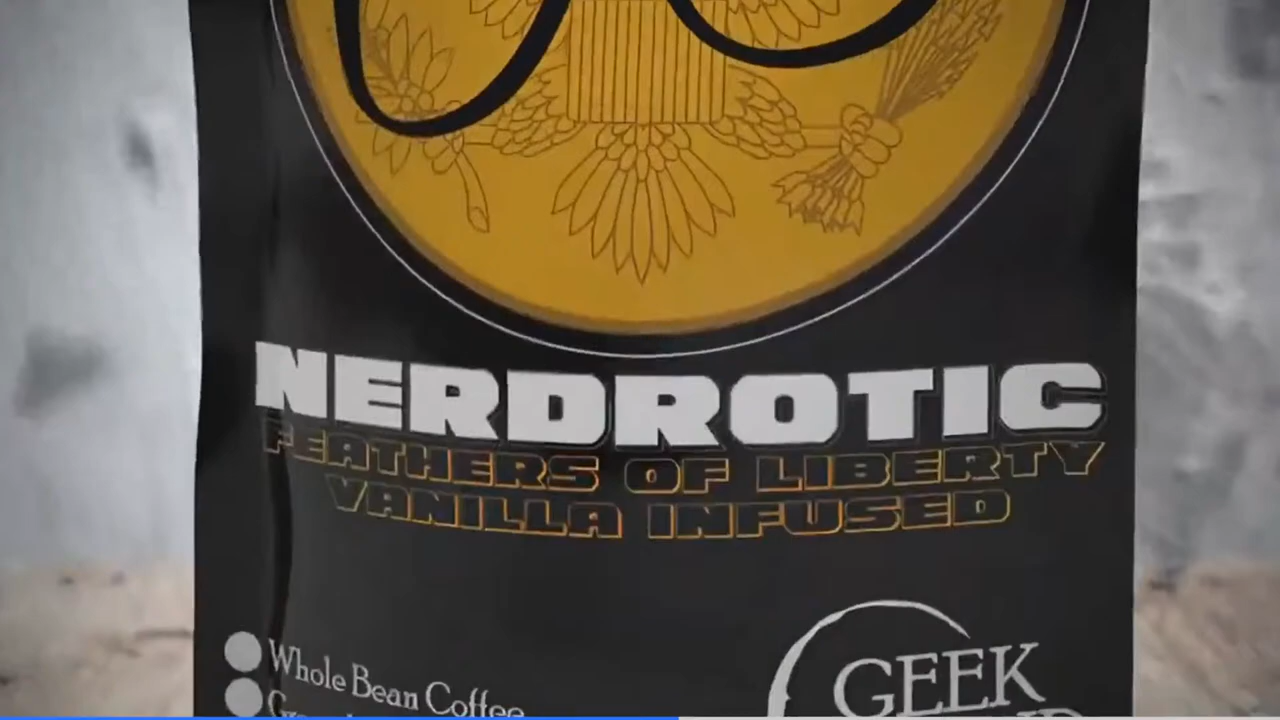 NERDROTIC
FEATHERS OF LIBERTY
VANILLA INFUSED
Whole Bean Coffee
GEEK